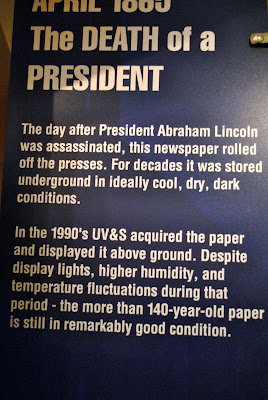 APRIL 1865
The DEATH of a
PRESIDENT
The day after President Abraham Lincoln
was assassinated, this newspaper rolled
off the presses. For decades it was stored
underground in ideally cool, dry, dark
conditions.
In the 1990's UV&S acquired the paper
and displayed it above ground. Despite
display lights, higher humidity, and
temperature fluctuations during that
period - the more than 140-year-old paper
is still in remarkably good condition.